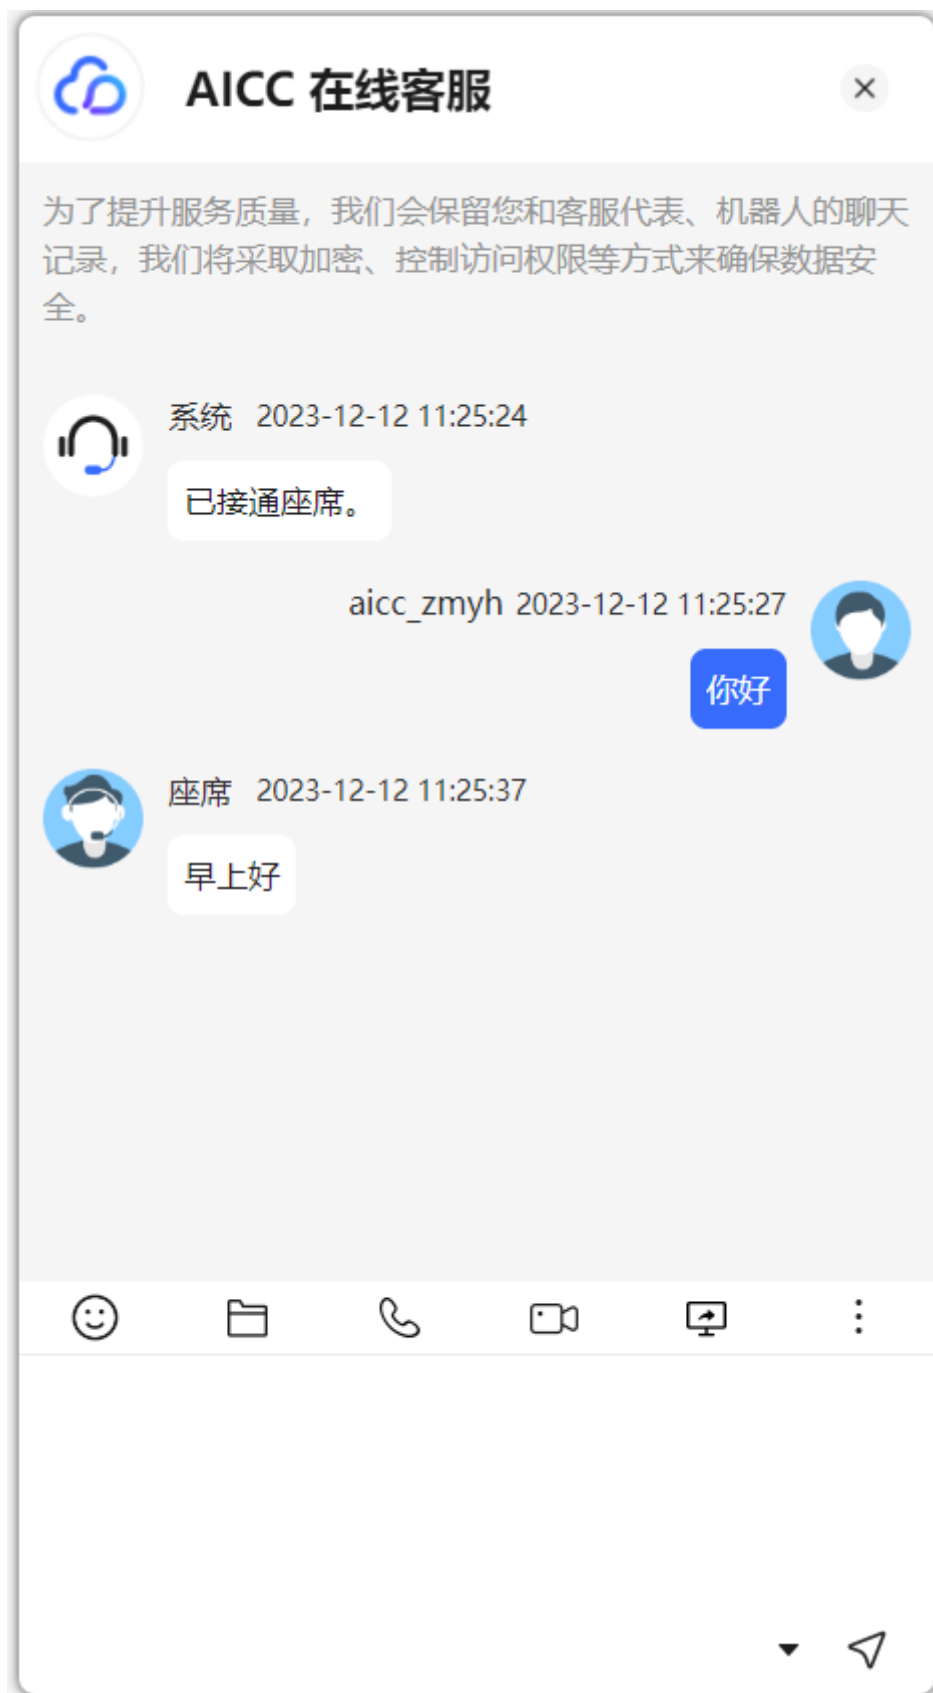 AICC 在线客服
为了提升服务质量，我们会保留您和客服代表、机器人的聊天
记录，我们将采取加密、控制访问权限等方式来确保数据安
全。
系统 2023-12-12 11:25:24
已接通座席。
aicc_zmyh 2023-12-12 11:25:27
你好
座席 2023-12-12 11:25:37
早上好